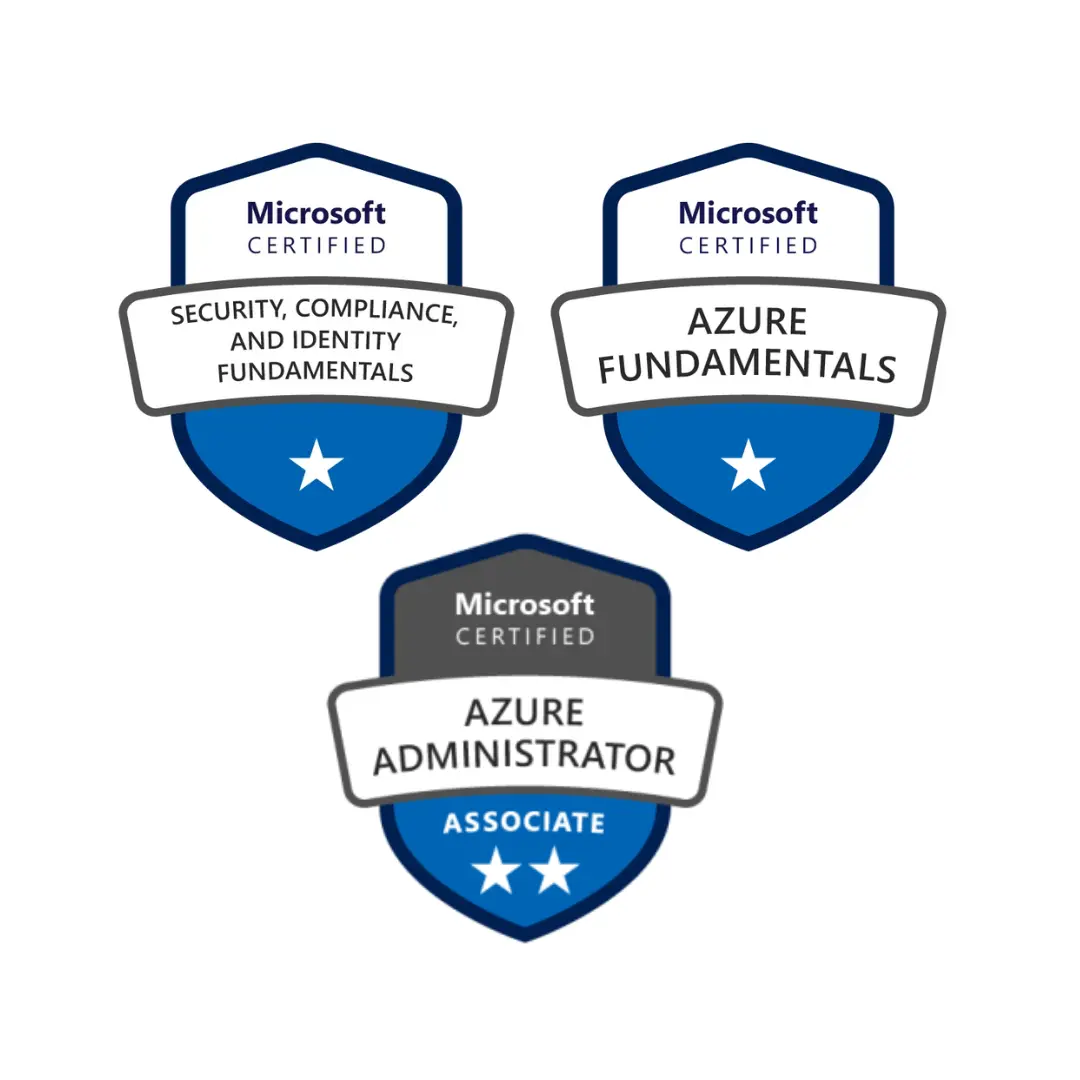 Microsoft
CERTIFIED
SECURITY, COMPLIANCE,
AND IDENTITY
FUNDAMENTALS
Microsoft
CERTIFIED
AZURE
FUNDAMENTALS
Microsoft
CERTIFIED
AZURE
ADMINISTRATOR
ASSOCIATE